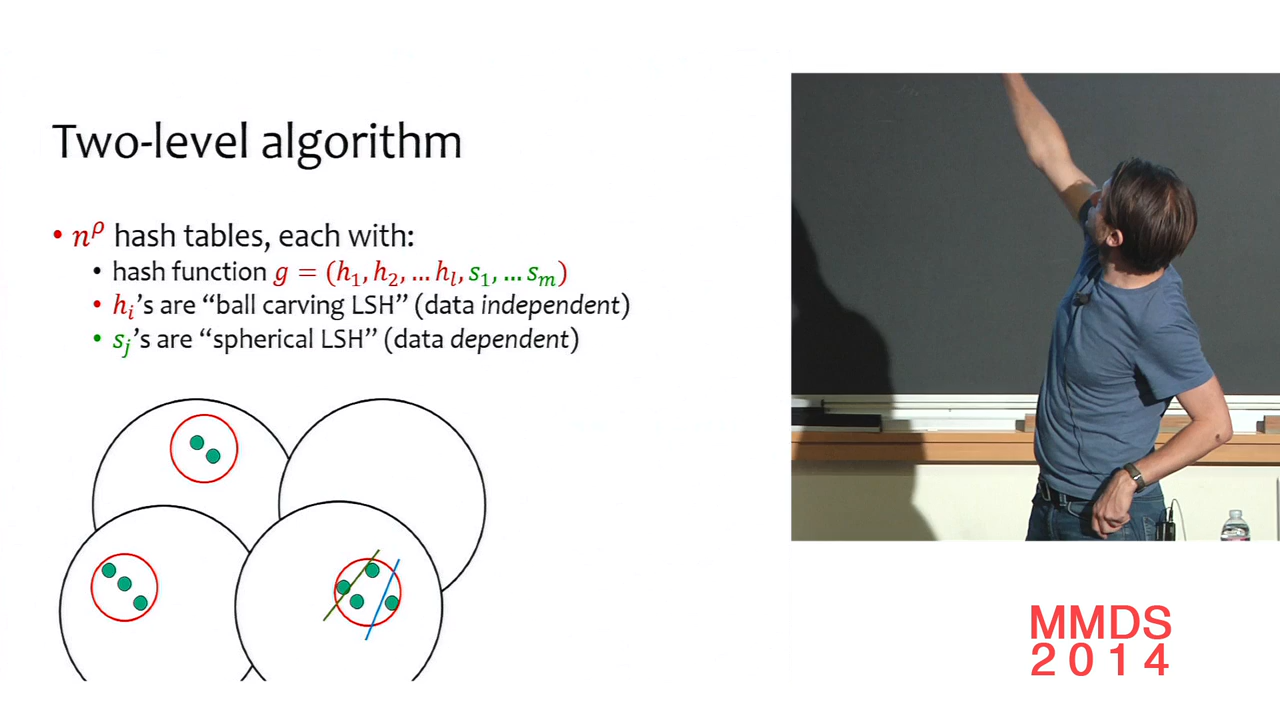 Two-level algorithm
• n^ρ hash tables, each with:
• hash function g = (h₁, h₂, … hₗ, s₁, … sₘ)
• hᵢ's are “ball carving LSH” (data independent)
• sⱼ's are “spherical LSH” (data dependent)
MMDS
2014